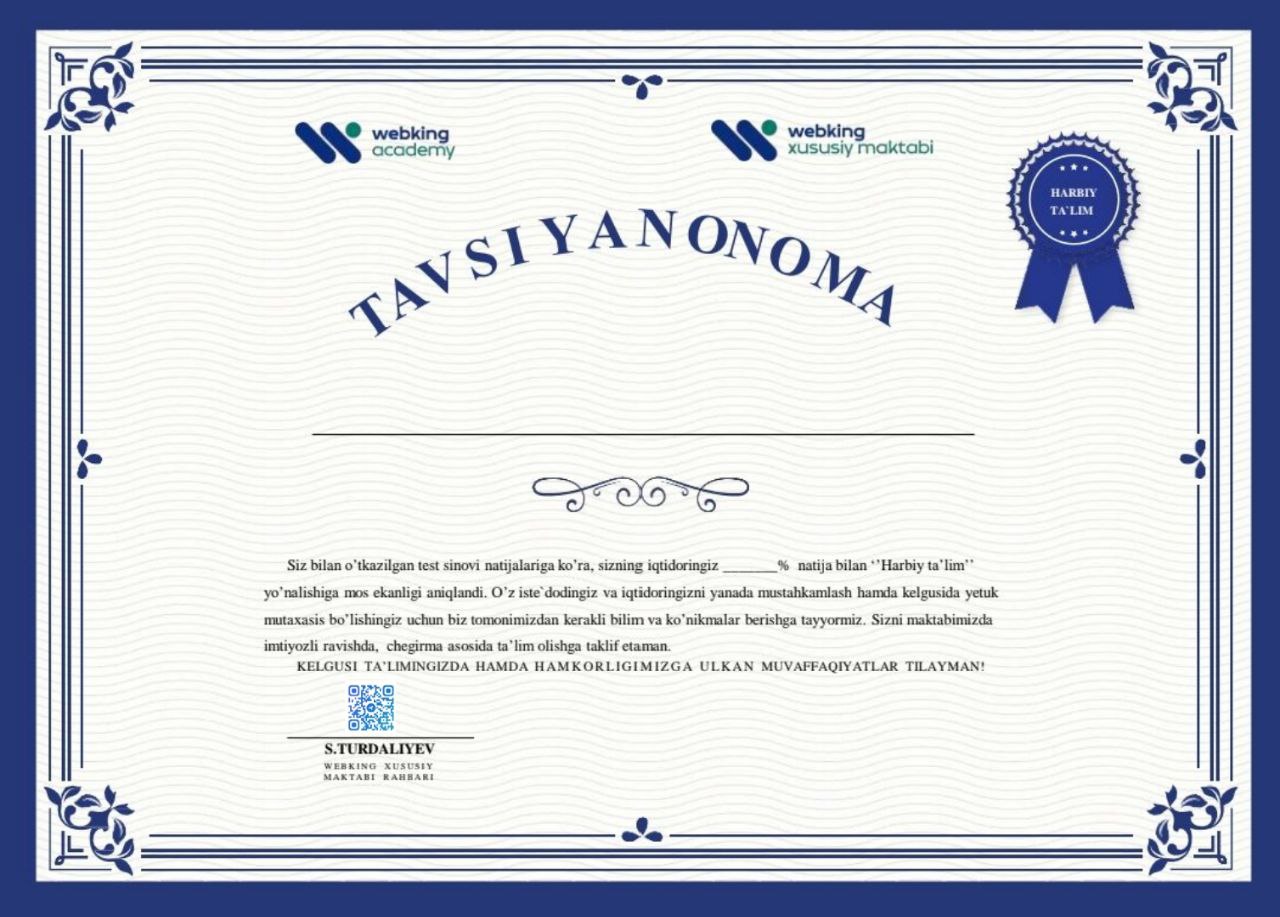 webking
academy
webking
xususiy maktabi
HARBIY
TA`LIM
TAVSIYANONOMA
Siz bilan o’tkazilgan test sinovi natijalariga ko’ra, sizning iqtidoringiz _______% natija bilan ‘’Harbiy ta’lim’’
yo’nalishiga mos ekanligi aniqlandi. O’z iste`dodingiz va iqtidoringizni yanada mustahkamlash hamda kelgusida yetuk
mutaxasis bo’lishingiz uchun biz tomonimizdan kerakli bilim va ko’nikmalar berishga tayyormiz. Sizni maktabimizda
imtiyozli ravishda, chegirma asosida ta’lim olishga taklif etaman.
KELGUSI TA’LIMINGIZDA HAMDA HAMKORLIGIMIZGA ULKAN MUVAFFAQIYATLAR TILAYMAN!
S.TURDALIYEV
WEBKING XUSUSIY
MAKTABI RAHBARI